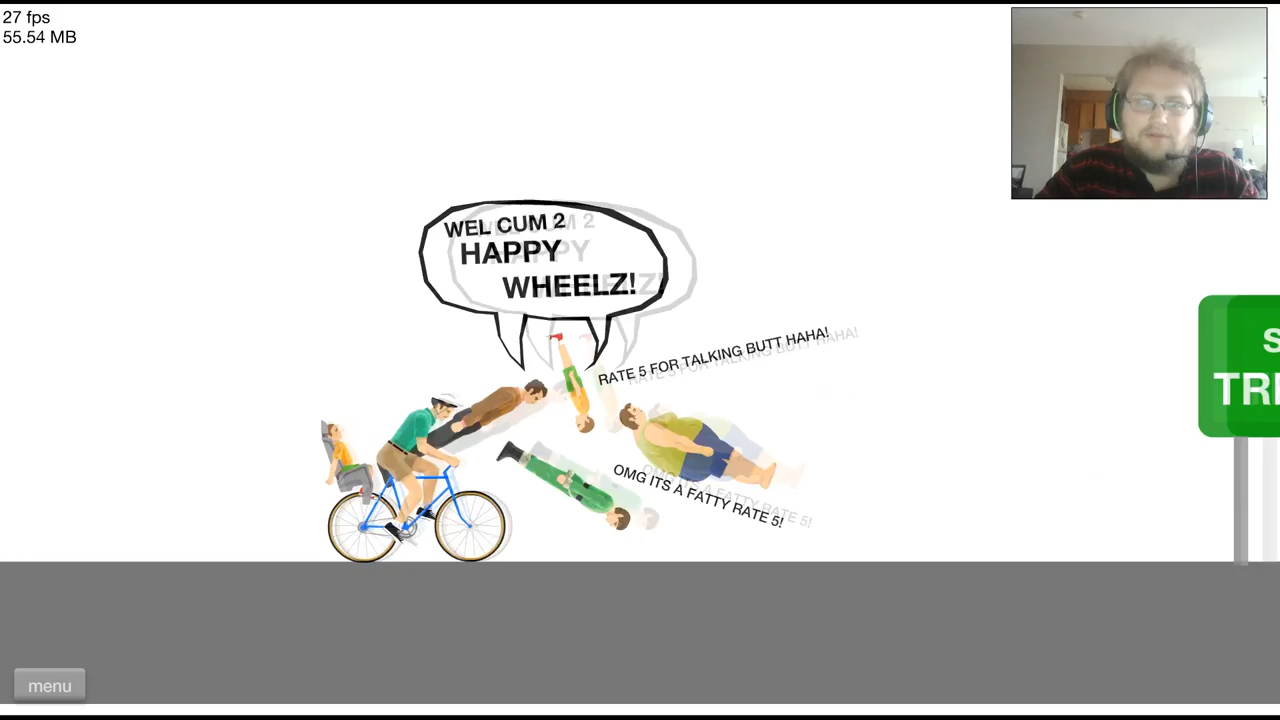 27 fps
55.54 MB
WEL CUM 2
HAPPY
WHEELZ!
RATE 5 FOR TALKING BUTT HAHA!
OMG ITS A FATTY RATE 5!
S
TRI
menu